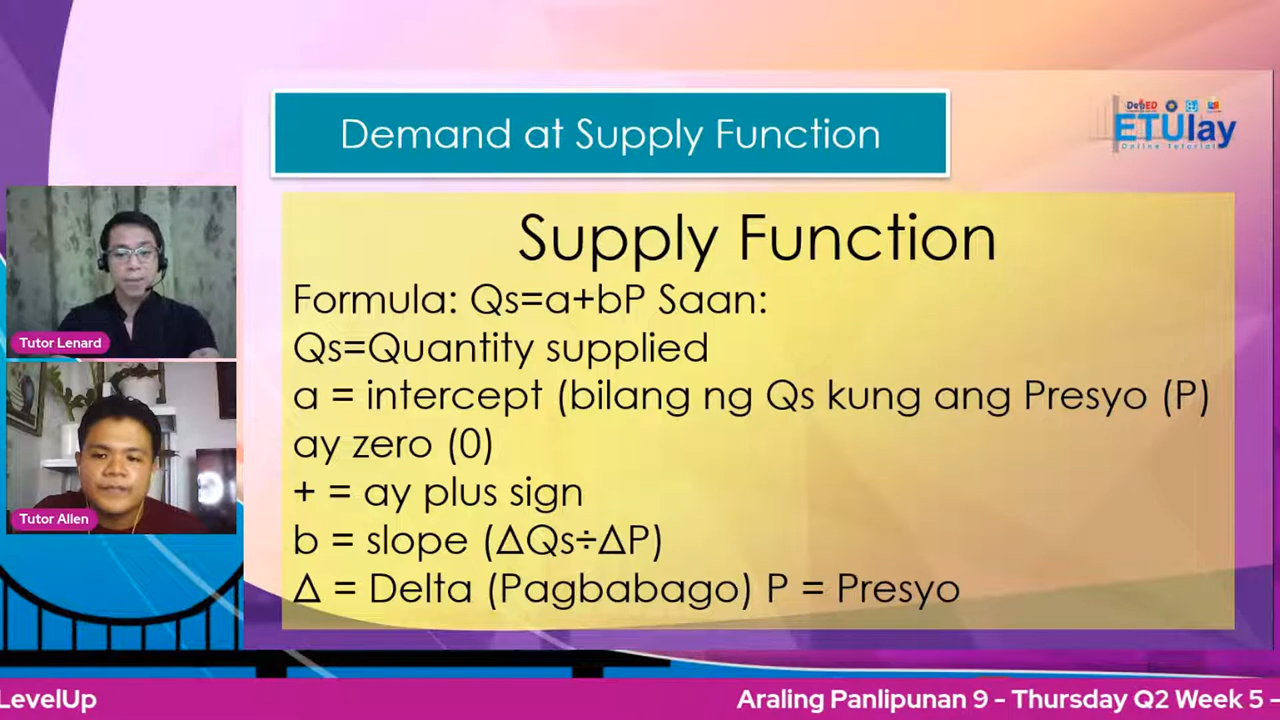 Demand at Supply Function
DepED
ETUlay
Online Tutorial
Supply Function
Formula: Qs=a+bP Saan:
Qs=Quantity supplied
a = intercept (bilang ng Qs kung ang Presyo (P)
ay zero (0)
+ = ay plus sign
b = slope (ΔQs÷ΔP)
Δ = Delta (Pagbabago) P = Presyo
Tutor Lenard
Tutor Allen
LevelUp
Araling Panlipunan 9 - Thursday Q2 Week 5 -